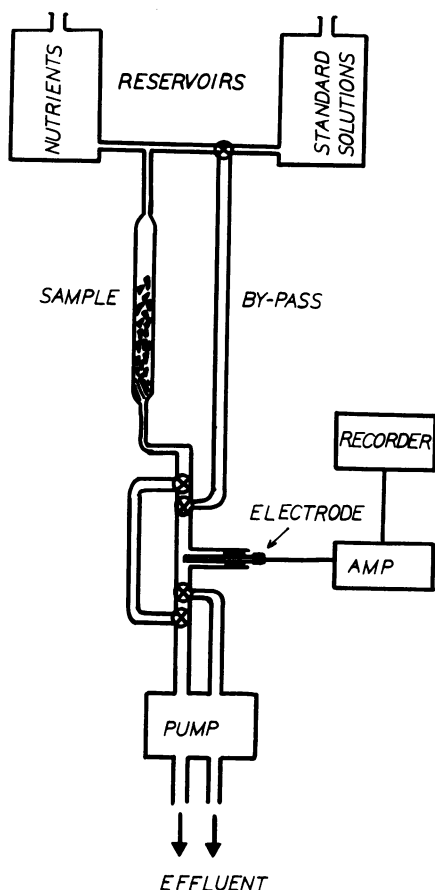 NUTRIENTS
RESERVOIRS
STANDARD
SOLUTIONS
SAMPLE
BY-PASS
RECORDER
ELECTRODE
AMP
PUMP
EFFLUENT